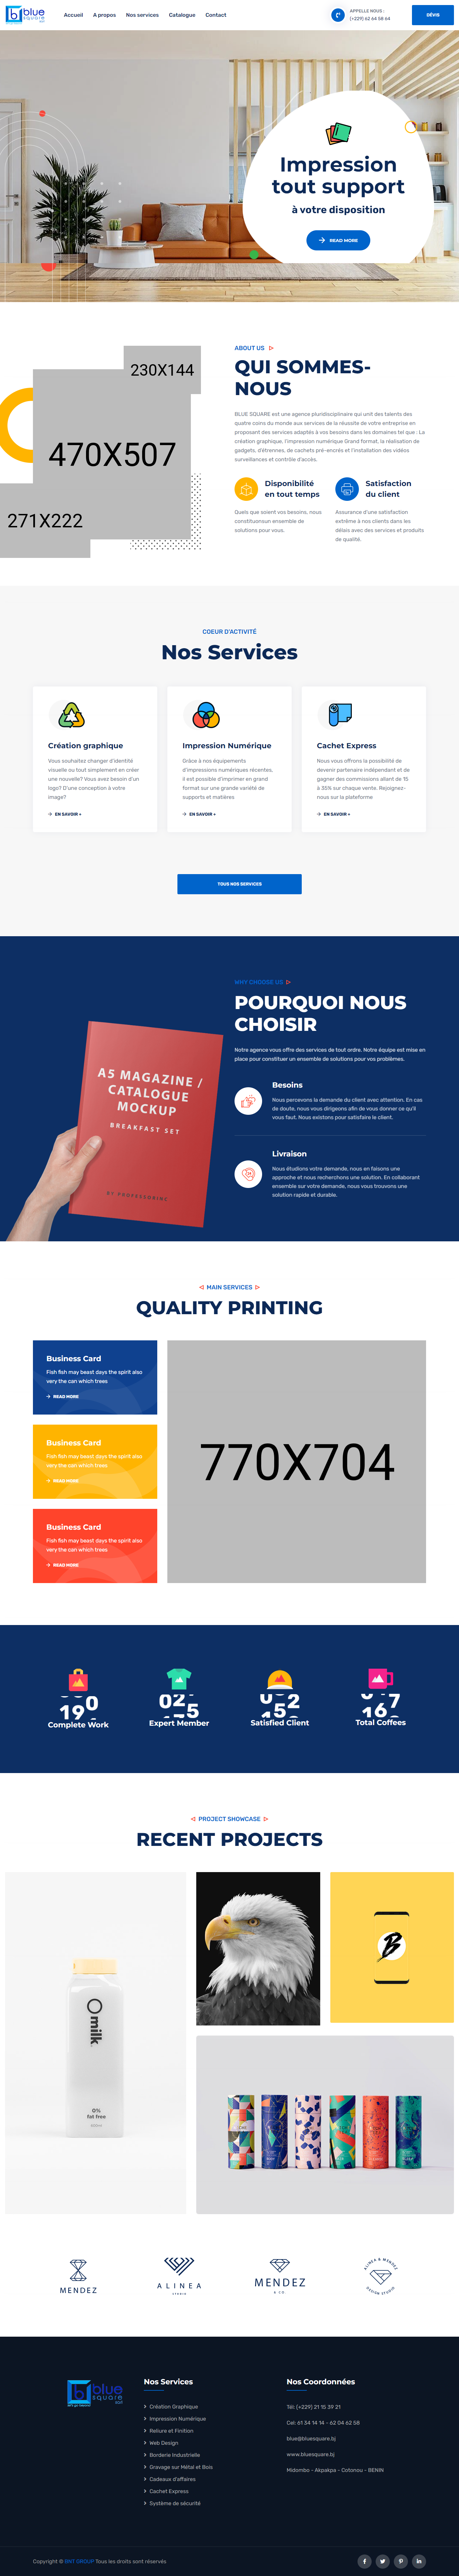 blue
square
Accueil
A propos
Nos services
Catalogue
Contact
APPELLE NOUS :
(+229) 62 64 58 64
DÉVIS
Impression
tout support
à votre disposition
READ MORE
ABOUT US
QUI SOMMES-
NOUS
230X144
470X507
271X222
BLUE SQUARE est une agence pluridisciplinaire qui unit des talents des
quatre coins du monde aux services de la réussite de votre entreprise en
proposant des services adaptés à vos besoins dans les domaines tel que : La
création graphique, l'impression numérique Grand format, la réalisation de
gadgets, d'étrennes, de cachets pré-encrés et l'installation des vidéos
surveillances et contrôle d'accès.
Disponibilité
en tout temps
Quels que soient vos besoins, nous
constituonsun ensemble de
solutions pour vous.
Satisfaction
du client
Assurance d'une satisfaction
extrême à nos clients dans les
délais avec des services et produits
de qualité.
COEUR D'ACTIVITÉ
Nos Services
Création graphique
Vous souhaitez changer d'identité
visuelle ou tout simplement en créer
une nouvelle? Vous avez besoin d'un
logo? D'une conception à votre
image?
EN SAVOIR +
Impression Numérique
Grâce à nos équipements
d'impressions numériques récentes,
il est possible d'imprimer en grand
format sur une grande variété de
supports et matières
EN SAVOIR +
Cachet Express
Nous vous offrons la possibilité de
devenir partenaire indépendant et de
gagner des commissions allant de 15
à 35% sur chaque vente. Rejoignez-
nous sur la plateforme
EN SAVOIR +
TOUS NOS SERVICES
WHY CHOOSE US
POURQUOI NOUS
CHOISIR
Notre agence vous offre des services de tout ordre. Notre équipe est mise en
place pour constituer un ensemble de solutions pour vos problèmes.
A5 MAGAZINE /
CATALOGUE
MOCKUP
BREAKFAST SET
Besoins
Nous percevons la demande du client avec attention. En cas
de doute, nous vous dirigeons afin de vous donner ce qu'il
vous faut. Nous existons pour satisfaire le client.
Livraison
Nous étudions votre demande, nous en faisons une
approche et nous recherchons une solution. En collaborant
ensemble sur votre demande, nous vous trouvons une
solution rapide et durable.
MAIN SERVICES
QUALITY PRINTING
Business Card
Fish fish may beast days the spirit also
very the can which trees
READ MORE
Business Card
Fish fish may beast days the spirit also
very the can which trees
READ MORE
Business Card
Fish fish may beast days the spirit also
very the can which trees
READ MORE
770X704
Complete Work
Expert Member
Satisfied Client
Total Coffees
PROJECT SHOWCASE
RECENT PROJECTS
milk
0%
fat free
B
MENDEZ
ALINEA
STUDIO
MENDEZ
& CO.
ALINEA & MENDEZ
DESIGN STUDIO
blue
square
Nos Services
Création Graphique
Impression Numérique
Reliure et Finition
Web Design
Borderie Industrielle
Gravage sur Métal et Bois
Cadeaux d'affaires
Cachet Express
Système de sécurité
Nos Coordonnées
Tél: (+229) 21 15 39 21
Cel: 61 34 14 14 - 62 04 62 58
blue@bluesquare.bj
www.bluesquare.bj
Midombo - Akpakpa - Cotonou - BENIN
Copyright © BNT GROUP Tous les droits sont réservés